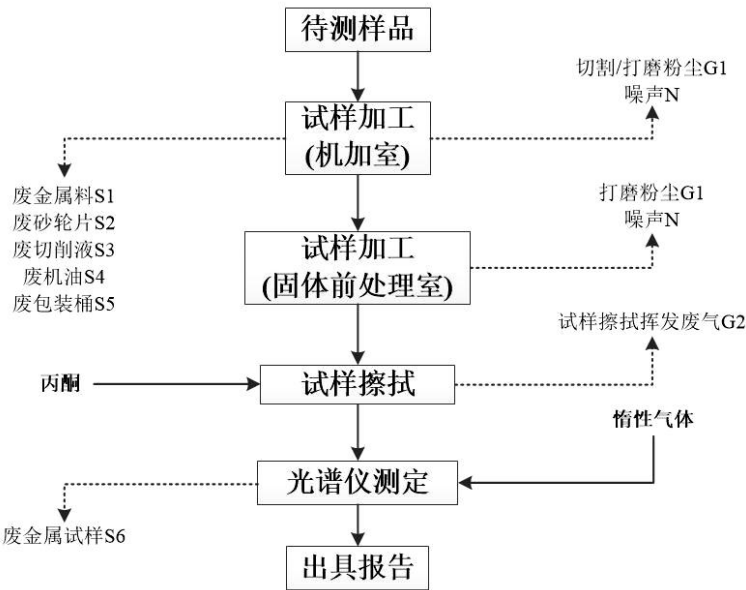 待测样品
切割/打磨粉尘G1
噪声N
试样加工
(机加室)
废金属料S1
废砂轮片S2
废切削液S3
废机油S4
废包装桶S5
打磨粉尘G1
噪声N
试样加工
(固体前处理室)
试样擦拭挥发废气G2
丙酮
试样擦拭
惰性气体
光谱仪测定
废金属试样S6
出具报告